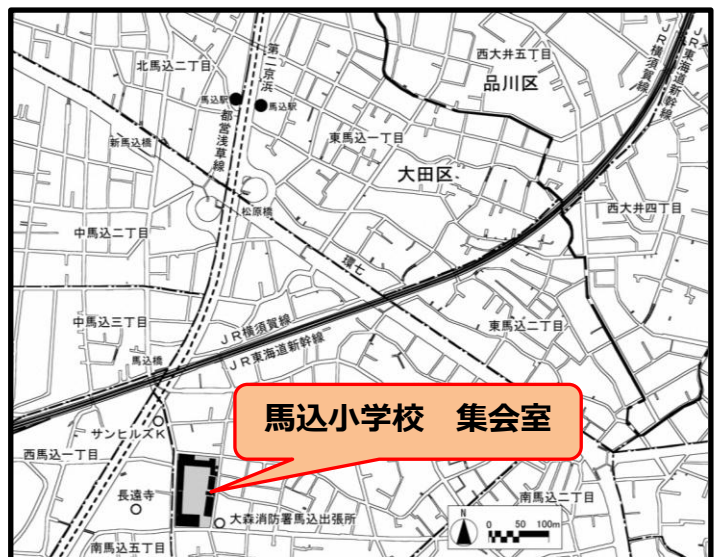 西大井五丁目
JR横須賀線
JR東海道新幹線
北馬込二丁目
第二京浜
品川区
馬込駅
馬込駅
都営浅草線
新馬込橋
東馬込一丁目
大田区
松原橋
西大井四丁目
中馬込二丁目
環七
中馬込三丁目
JR横須賀線
JR東海道新幹線
東馬込二丁目
馬込橋
馬込小学校 集会室
サンヒルズK
西馬込一丁目
長遠寺
大森消防署馬込出張所
南馬込二丁目
南馬込五丁目
N
0 50 100m